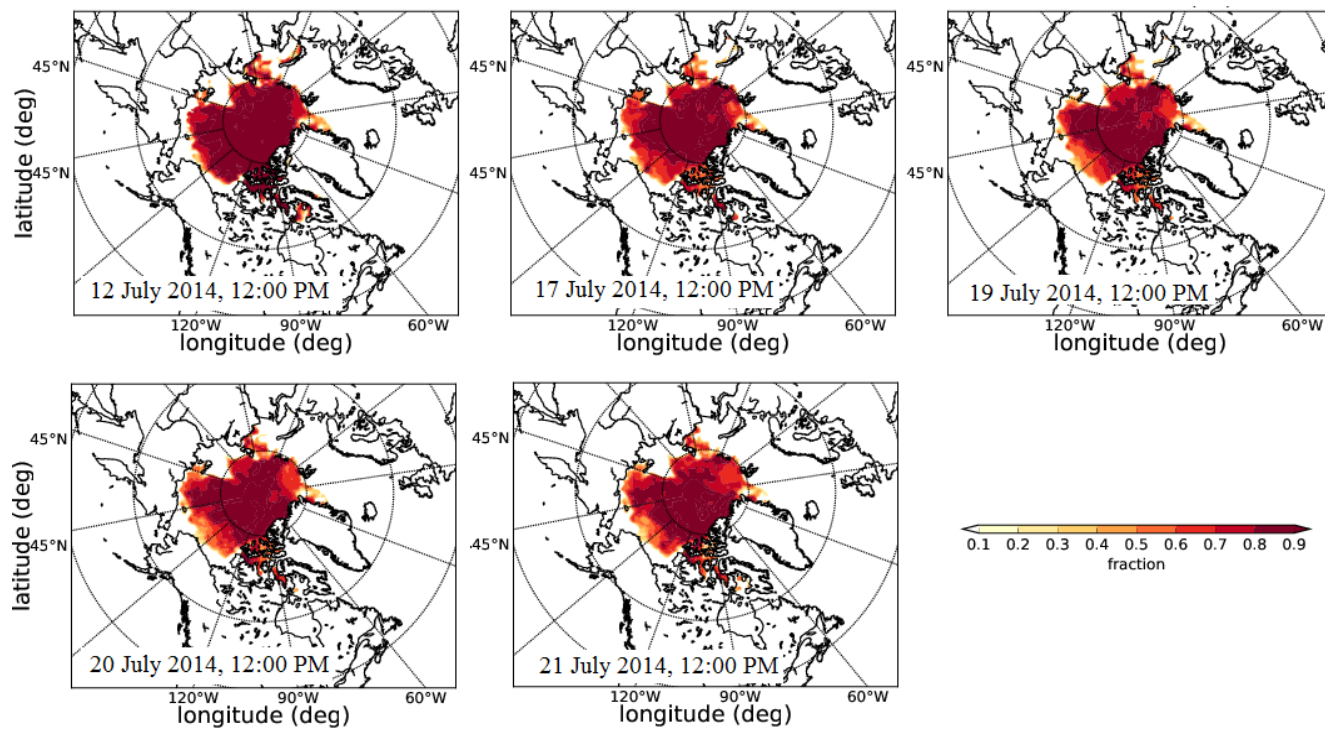 45°N
45°N
latitude (deg)
12 July 2014, 12:00 PM
120°W 90°W 60°W
longitude (deg)
45°N
45°N
17 July 2014, 12:00 PM
120°W 90°W 60°W
longitude (deg)
45°N
45°N
19 July 2014, 12:00 PM
120°W 90°W 60°W
longitude (deg)
45°N
45°N
latitude (deg)
20 July 2014, 12:00 PM
120°W 90°W 60°W
longitude (deg)
45°N
45°N
21 July 2014, 12:00 PM
120°W 90°W 60°W
longitude (deg)
0.1 0.2 0.3 0.4 0.5 0.6 0.7 0.8 0.9
fraction